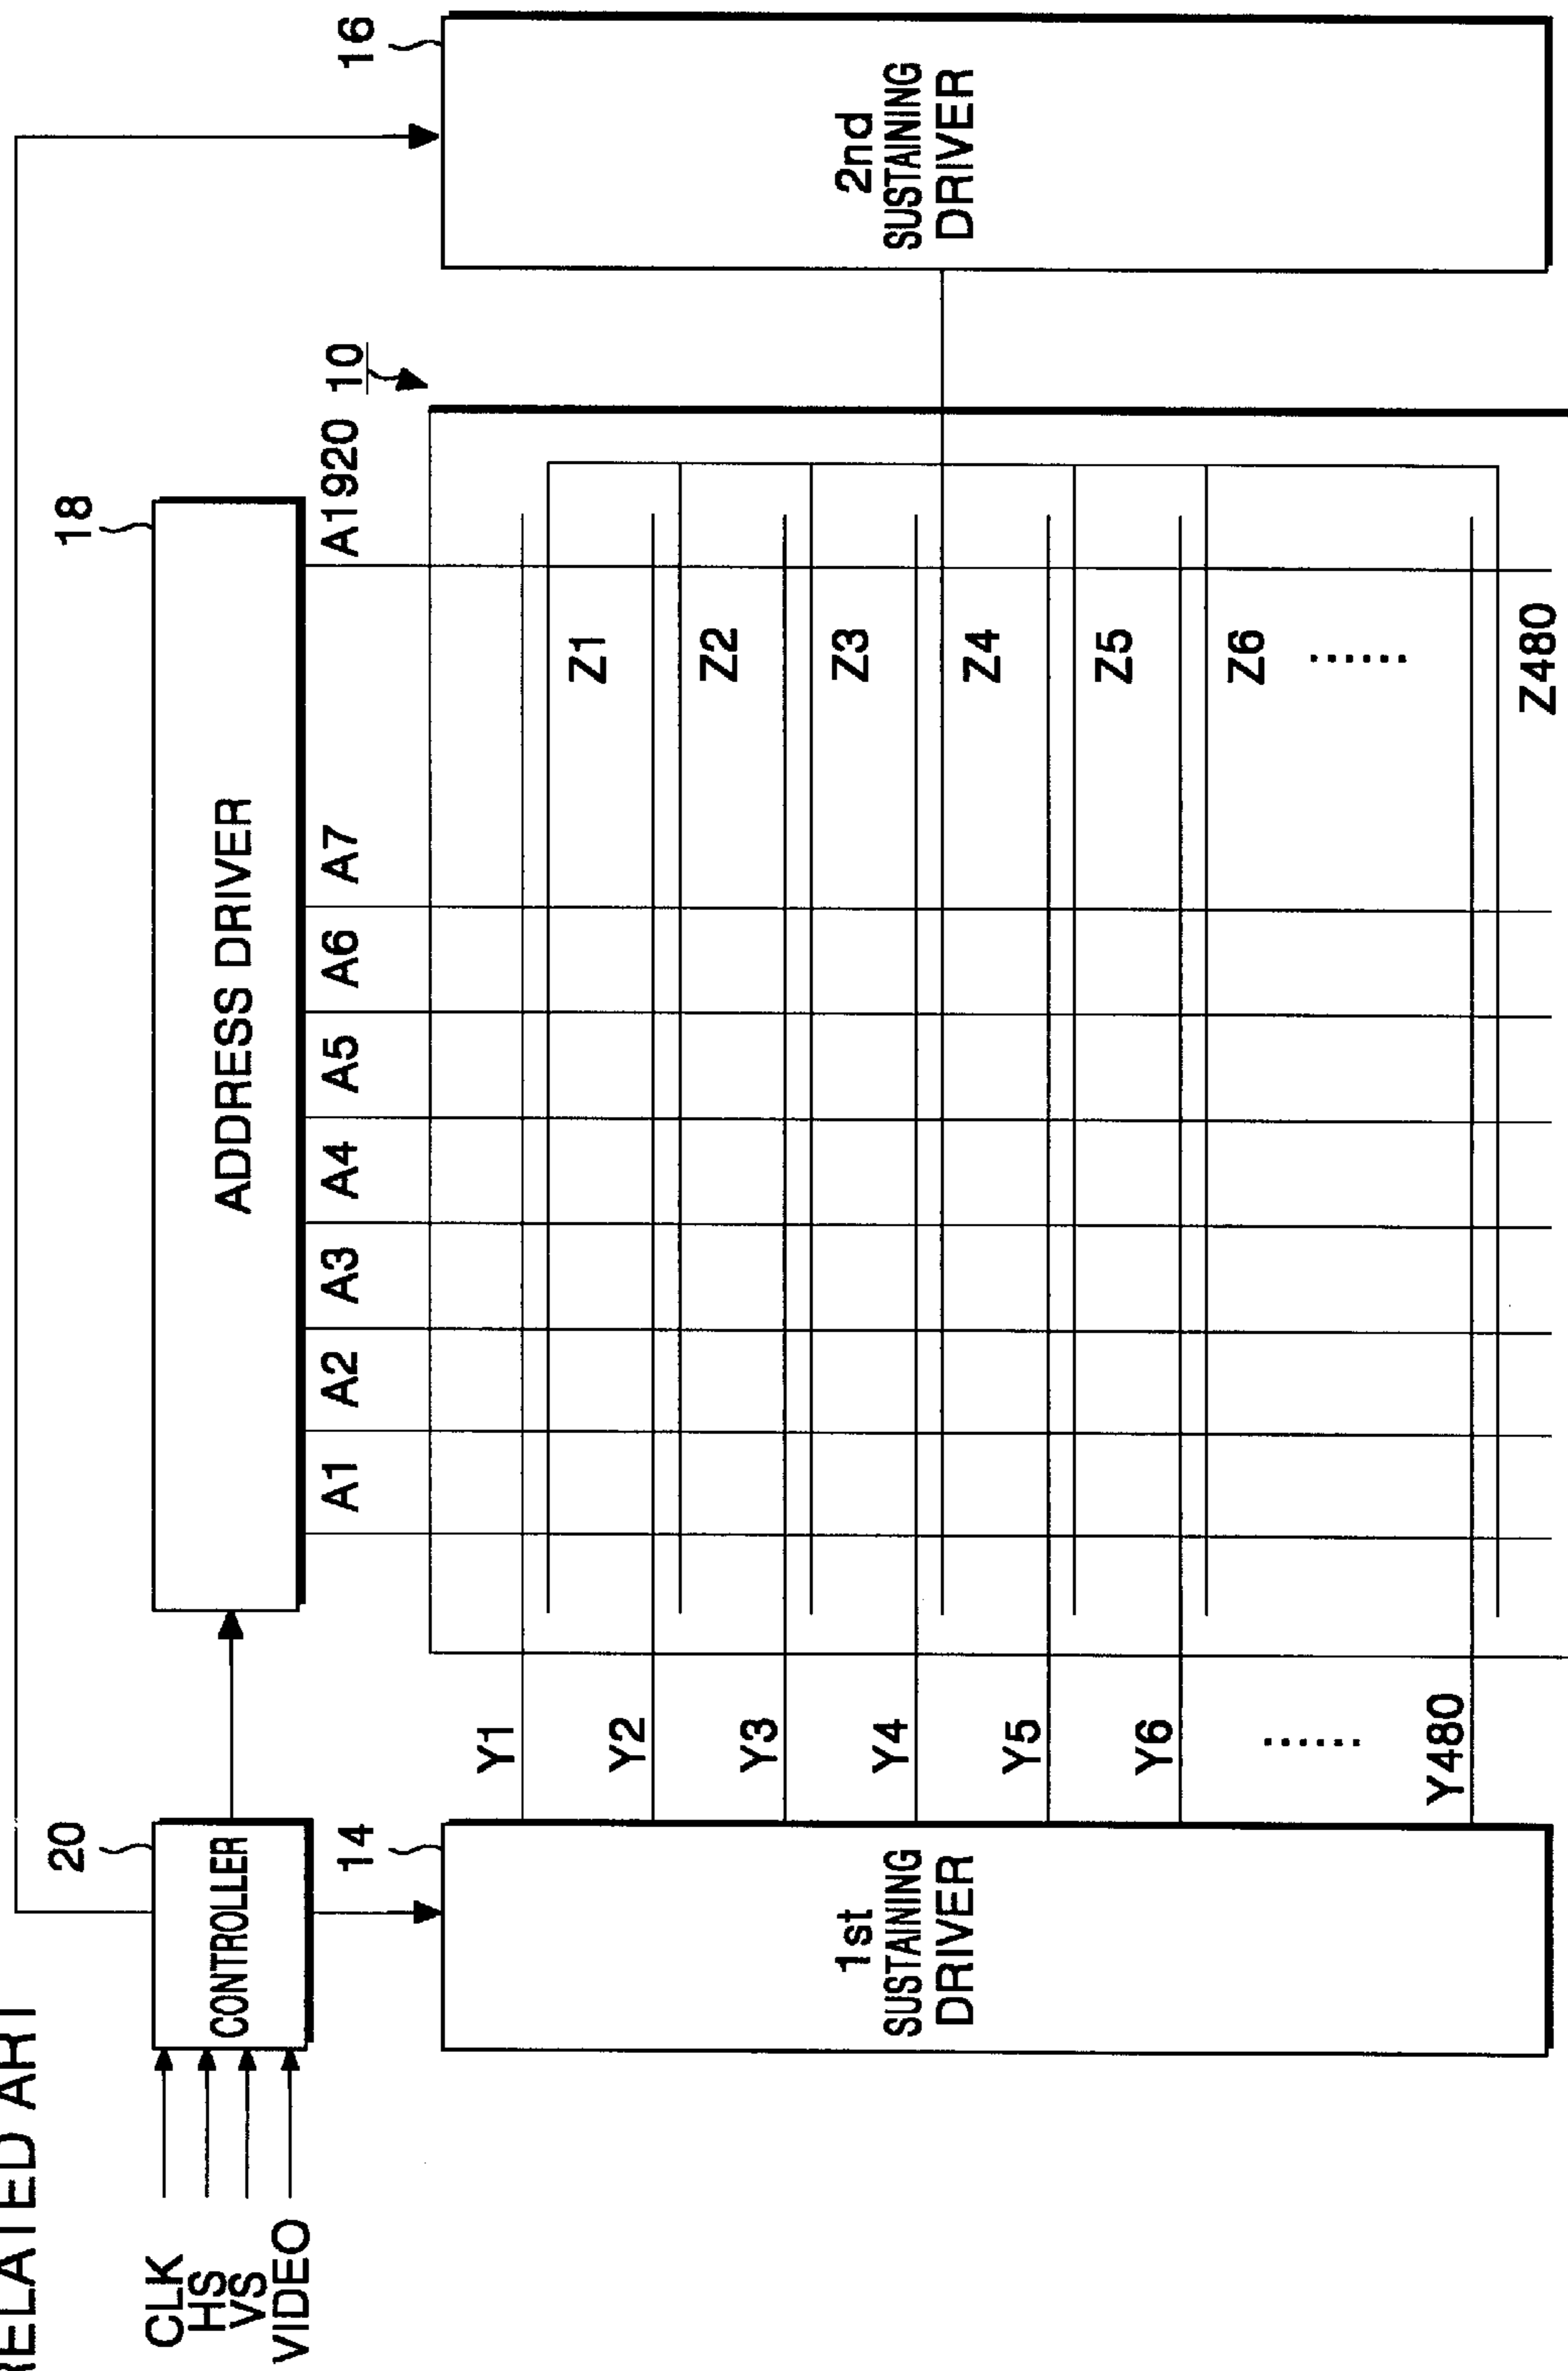 RELATED ART
CLK
HS
VS
VIDEO
20
CONTROLLER
18
ADDRESS DRIVER
16
2nd
SUSTAINING
DRIVER
14
1st
SUSTAINING
DRIVER
10
A1 A2 A3 A4 A5 A6 A7 A1920
Y1
Y2
Y3
Y4
Y5
Y6
......
Y480
Z1
Z2
Z3
Z4
Z5
Z6
......
Z480